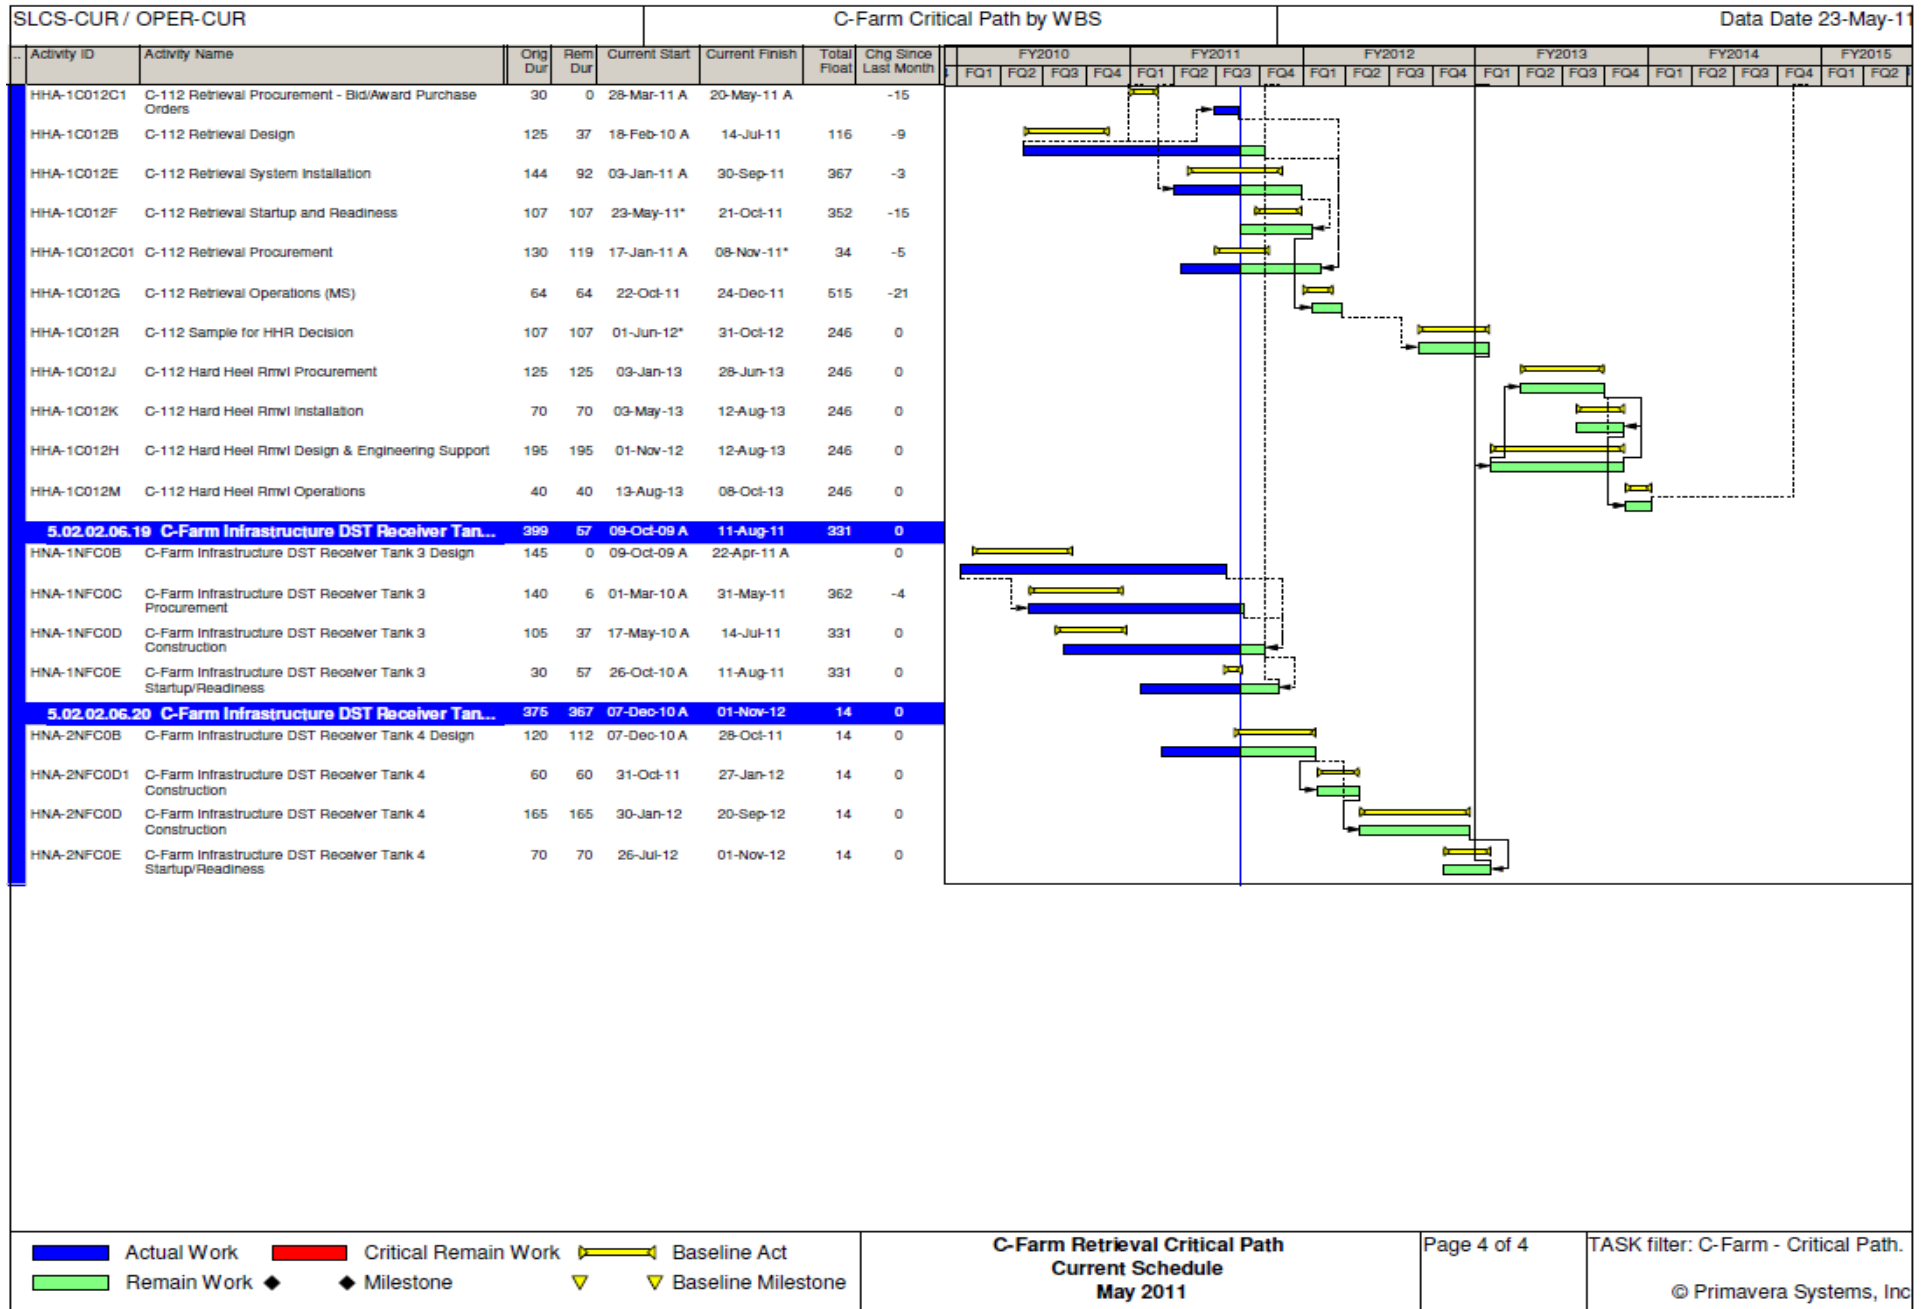 SLCS-CUR / OPER-CUR C-Farm Critical Path by WBS Data Date 23-May-11
.. Activity ID Activity Name Orig Dur Rem Dur Current Start Current Finish Total Float Chg Since Last Month
FY2010 FY2011 FY2012 FY2013 FY2014 FY2015
FQ1 FQ2 FQ3 FQ4 FQ1 FQ2 FQ3 FQ4 FQ1 FQ2 FQ3 FQ4 FQ1 FQ2 FQ3 FQ4 FQ1 FQ2 FQ3 FQ4 FQ1 FQ2
HHA-1C012C1 C-112 Retrieval Procurement - Bid/Award Purchase 30 0 28-Mar-11 A 20-May-11 A -15
Orders
HHA-1C012B C-112 Retrieval Design 125 37 18-Feb-10 A 14-Jul-11 116 -9
HHA-1C012E C-112 Retrieval System Installation 144 92 03-Jan-11 A 30-Sep-11 367 -3
HHA-1C012F C-112 Retrieval Startup and Readiness 107 107 23-May-11* 21-Oct-11 352 -15
HHA-1C012C01 C-112 Retrieval Procurement 130 119 17-Jan-11 A 08-Nov-11* 34 -5
HHA-1C012G C-112 Retrieval Operations (MS) 64 64 22-Oct-11 24-Dec-11 515 -21
HHA-1C012R C-112 Sample for HHR Decision 107 107 01-Jun-12* 31-Oct-12 246 0
HHA-1C012J C-112 Hard Heel Rmvl Procurement 125 125 03-Jan-13 28-Jun-13 246 0
HHA-1C012K C-112 Hard Heel Rmvl Installation 70 70 03-May-13 12-Aug-13 246 0
HHA-1C012H C-112 Hard Heel Rmvl Design & Engineering Support 195 195 01-Nov-12 12-Aug-13 246 0
HHA-1C012M C-112 Hard Heel Rmvl Operations 40 40 13-Aug-13 08-Oct-13 246 0
5.02.02.06.19 C-Farm Infrastructure DST Receiver Tan... 399 57 09-Oct-09 A 11-Aug-11 331 0
HNA-1NFC0B C-Farm Infrastructure DST Receiver Tank 3 Design 145 0 09-Oct-09 A 22-Apr-11 A 0
HNA-1NFC0C C-Farm Infrastructure DST Receiver Tank 3 140 6 01-Mar-10 A 31-May-11 362 -4
Procurement
HNA-1NFC0D C-Farm Infrastructure DST Receiver Tank 3 105 37 17-May-10 A 14-Jul-11 331 0
Construction
HNA-1NFC0E C-Farm Infrastructure DST Receiver Tank 3 30 57 26-Oct-10 A 11-Aug-11 331 0
Startup/Readiness
5.02.02.06.20 C-Farm Infrastructure DST Receiver Tan... 375 367 07-Dec-10 A 01-Nov-12 14 0
HNA-2NFC0B C-Farm Infrastructure DST Receiver Tank 4 Design 120 112 07-Dec-10 A 28-Oct-11 14 0
HNA-2NFC0D1 C-Farm Infrastructure DST Receiver Tank 4 60 60 31-Oct-11 27-Jan-12 14 0
Construction
HNA-2NFC0D C-Farm Infrastructure DST Receiver Tank 4 165 165 30-Jan-12 20-Sep-12 14 0
Construction
HNA-2NFC0E C-Farm Infrastructure DST Receiver Tank 4 70 70 26-Jul-12 01-Nov-12 14 0
Startup/Readiness
Actual Work Critical Remain Work Baseline Act
Remain Work Milestone Baseline Milestone
C-Farm Retrieval Critical Path
Current Schedule
May 2011
Page 4 of 4
TASK filter: C-Farm - Critical Path.
© Primavera Systems, Inc